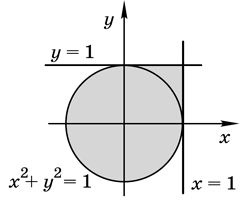 y
y = 1
x
x² + y² = 1
x = 1